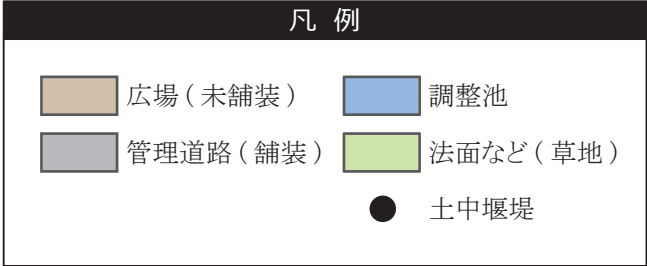 凡 例
広場 ( 未舗装 ) 調整池
管理道路 ( 舗装 ) 法面など ( 草地 )
土中堰堤